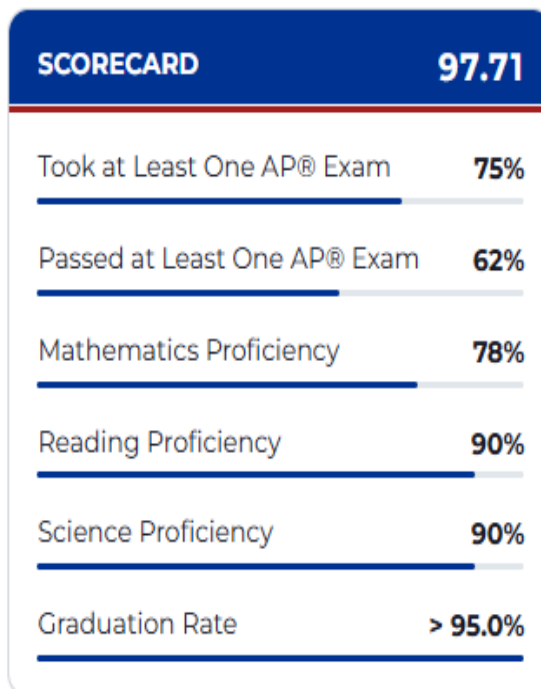 SCORECARD 97.71
Took at Least One AP® Exam 75%
Passed at Least One AP® Exam 62%
Mathematics Proficiency 78%
Reading Proficiency 90%
Science Proficiency 90%
Graduation Rate > 95.0%